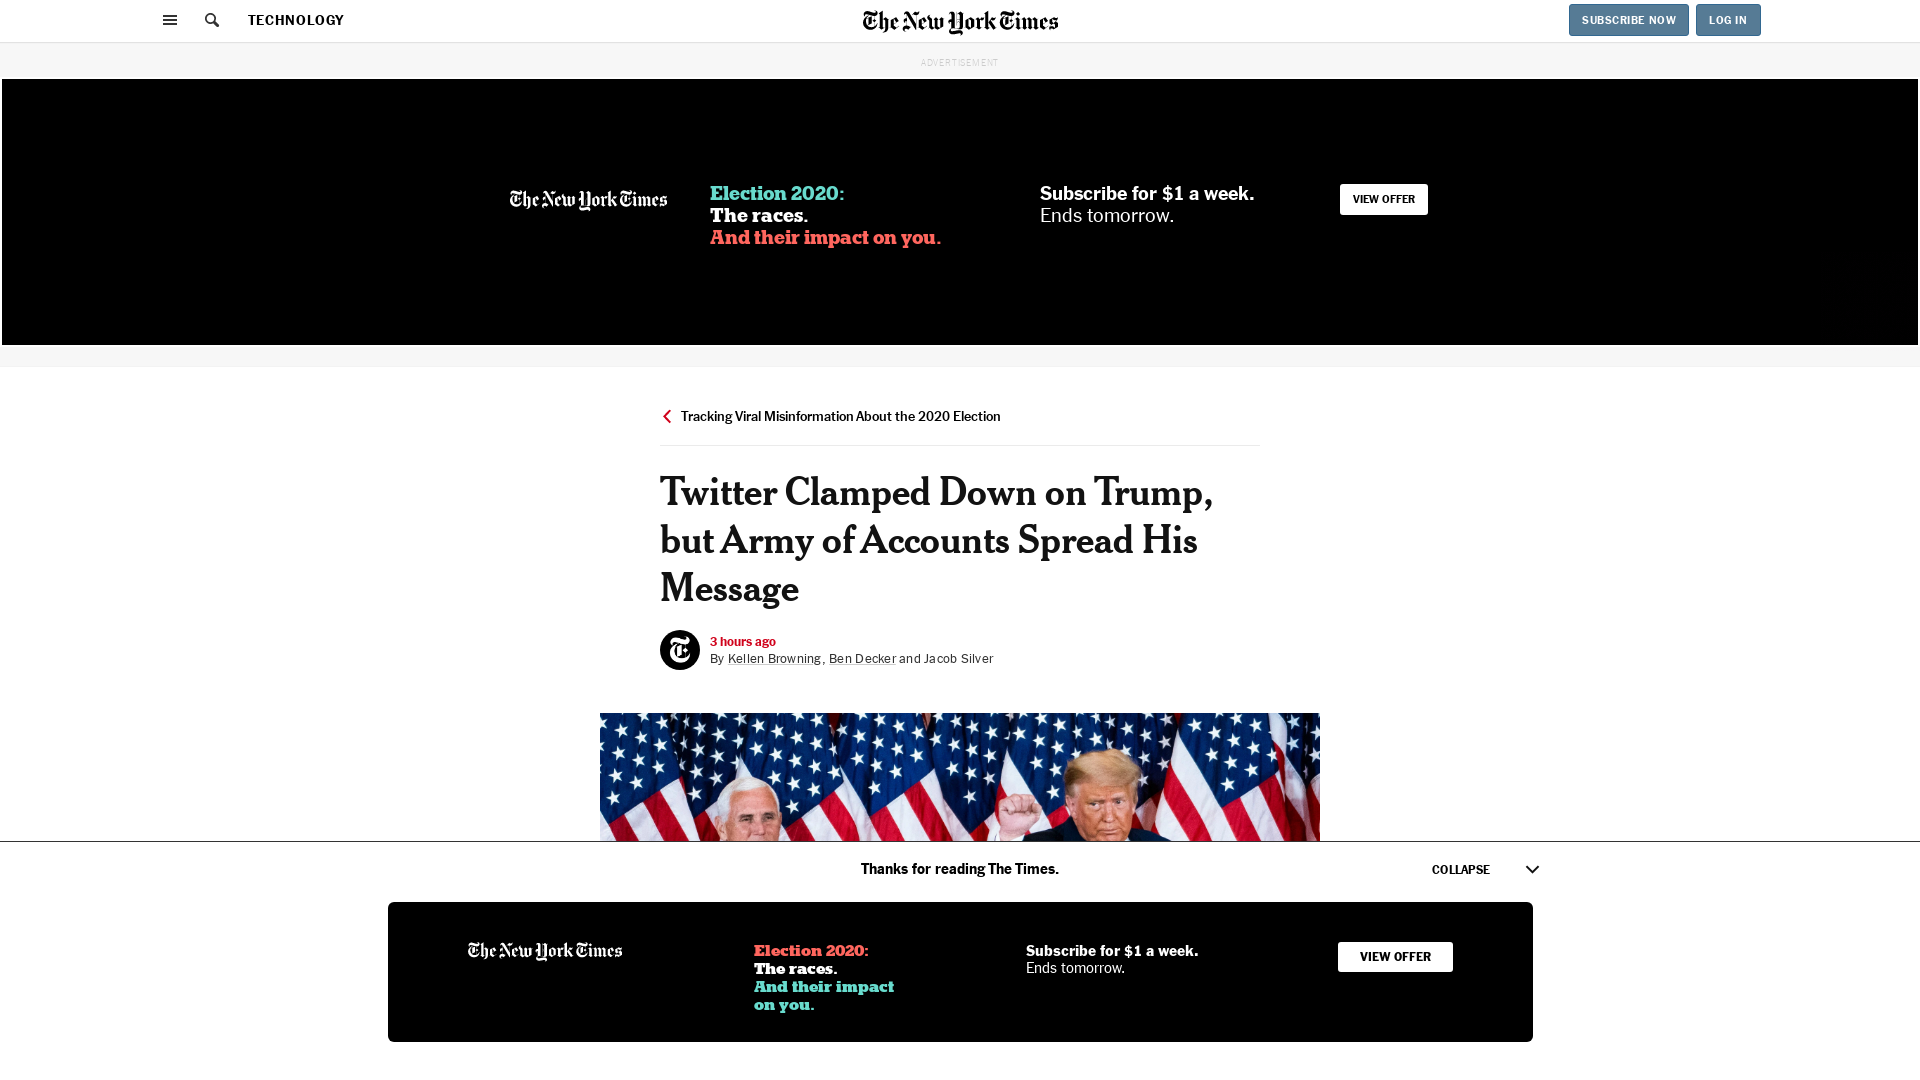 TECHNOLOGY
The New York Times
SUBSCRIBE NOW
LOG IN
ADVERTISEMENT
The New York Times
Election 2020:
The races.
And their impact on you.
Subscribe for $1 a week.
Ends tomorrow.
VIEW OFFER
Tracking Viral Misinformation About the 2020 Election
Twitter Clamped Down on Trump,
but Army of Accounts Spread His
Message
T
3 hours ago
By Kellen Browning, Ben Decker and Jacob Silver
Thanks for reading The Times.
COLLAPSE
The New York Times
Election 2020:
The races.
And their impact
on you.
Subscribe for $1 a week.
Ends tomorrow.
VIEW OFFER